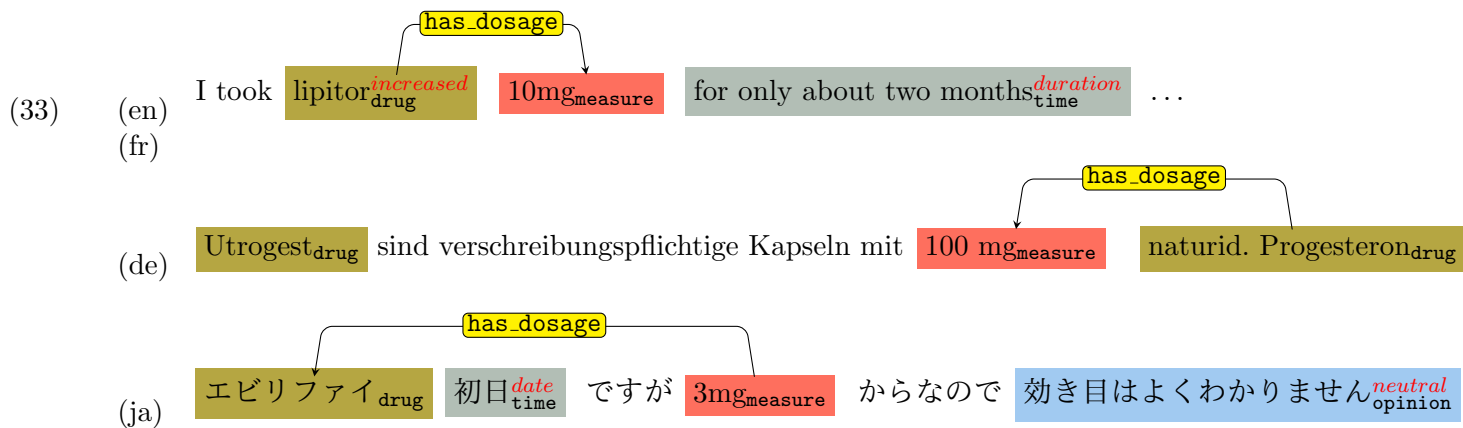 has_dosage
(33) (en) I took lipitor increased drug 10mg measure for only about two months duration time ...
(fr)
has_dosage
(de) Utrogest drug sind verschreibungspflichtige Kapseln mit 100 mg measure naturid. Progesteron drug
has_dosage
(ja) エビリファイ drug 初日 date time ですが 3mg measure からなので 効き目はよくわかりません neutral opinion